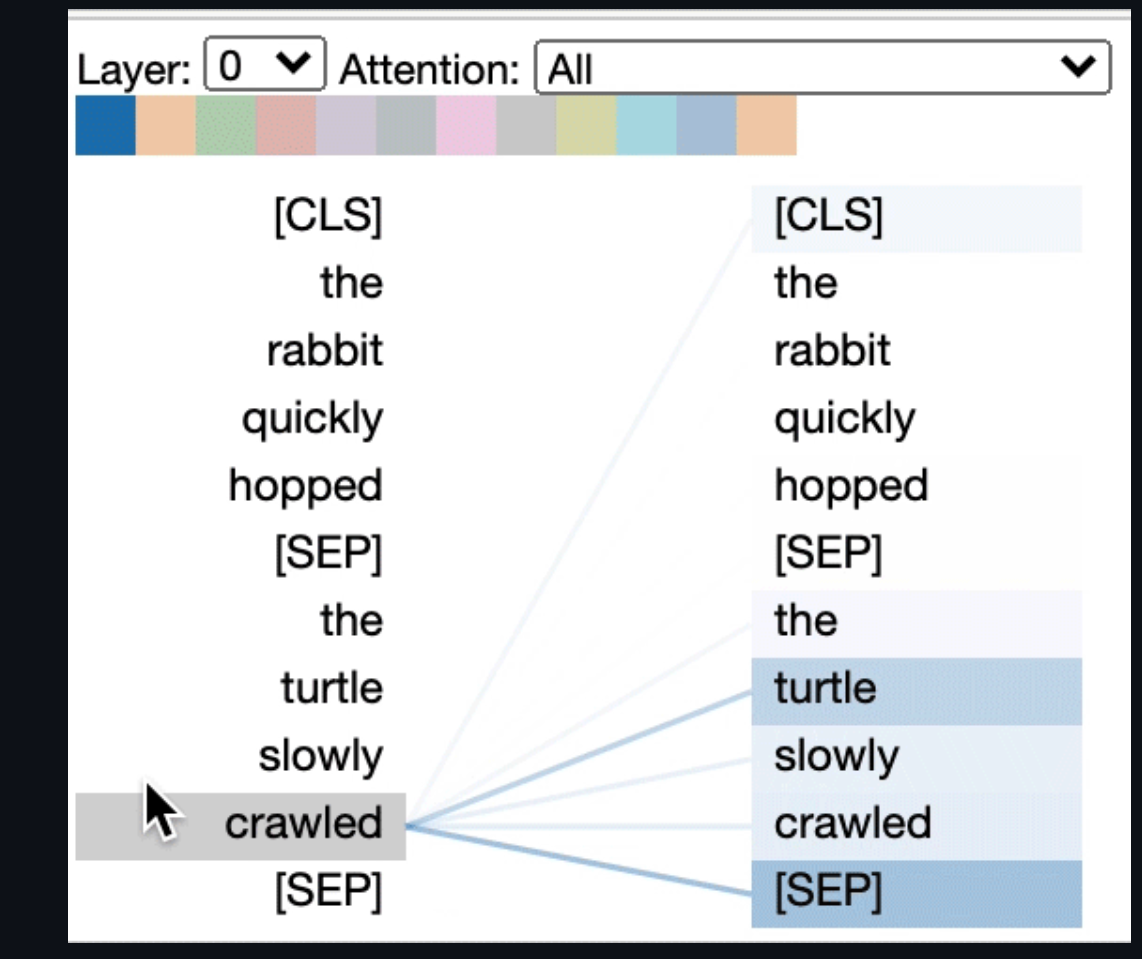 Layer: 0 Attention: All
[CLS] [CLS]
the the
rabbit rabbit
quickly quickly
hopped hopped
[SEP] [SEP]
the the
turtle turtle
slowly slowly
crawled crawled
[SEP] [SEP]